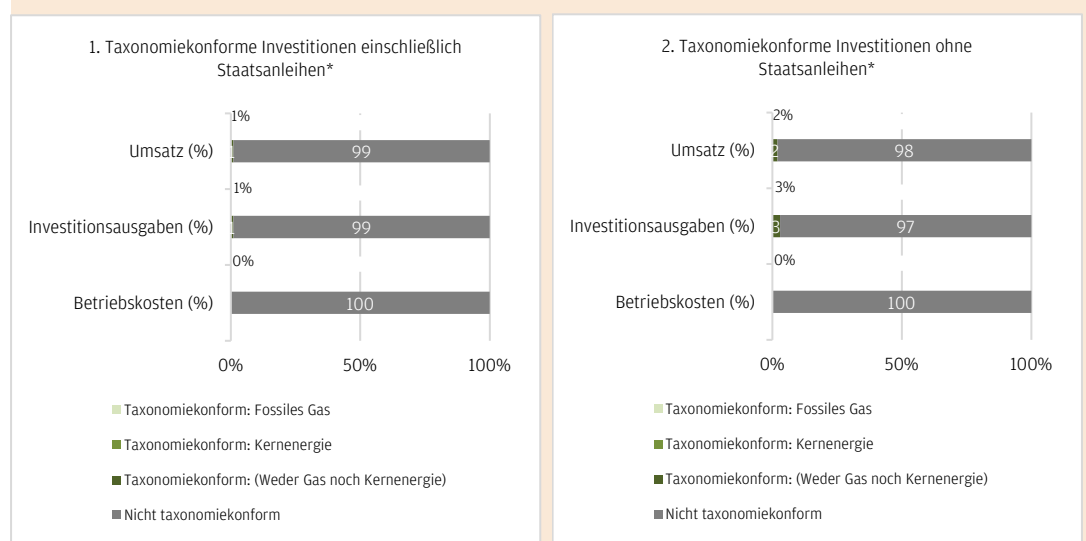 1. Taxonomiekonforme Investitionen einschließlich
Staatsanleihen*
1%
Umsatz (%)
1
99
1%
Investitionsausgaben (%)
1
99
0%
Betriebskosten (%)
100
0%
50%
100%
Taxonomiekonform: Fossiles Gas
Taxonomiekonform: Kernenergie
Taxonomiekonform: (Weder Gas noch Kernenergie)
Nicht taxonomiekonform
2. Taxonomiekonforme Investitionen ohne
Staatsanleihen*
2%
Umsatz (%)
2
98
3%
Investitionsausgaben (%)
3
97
0%
Betriebskosten (%)
100
0%
50%
100%
Taxonomiekonform: Fossiles Gas
Taxonomiekonform: Kernenergie
Taxonomiekonform: (Weder Gas noch Kernenergie)
Nicht taxonomiekonform